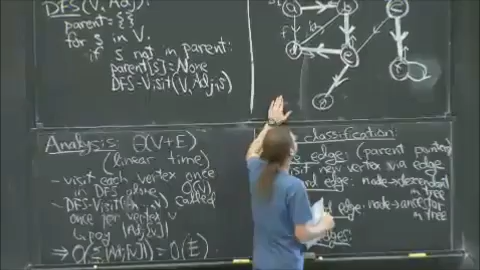 DFS(V, Adj):
parent = {}
for s in V:
if s not in parent:
parent[s] = None
DFS-Visit(V, Adj, s)
Analysis: Θ(V+E)
(linear time)
- visit each vertex once
in DFS alone O(V)
- DFS-Visit( called
once per vertex v
pay |Adj[v]|
⇒ O( |Adj[v]|) = O(E)
classification:
edge: (parent pointers)
visit new vertex via edge
edge: node→descendant
in tree
edge: node→ancestor
in tree
edges: